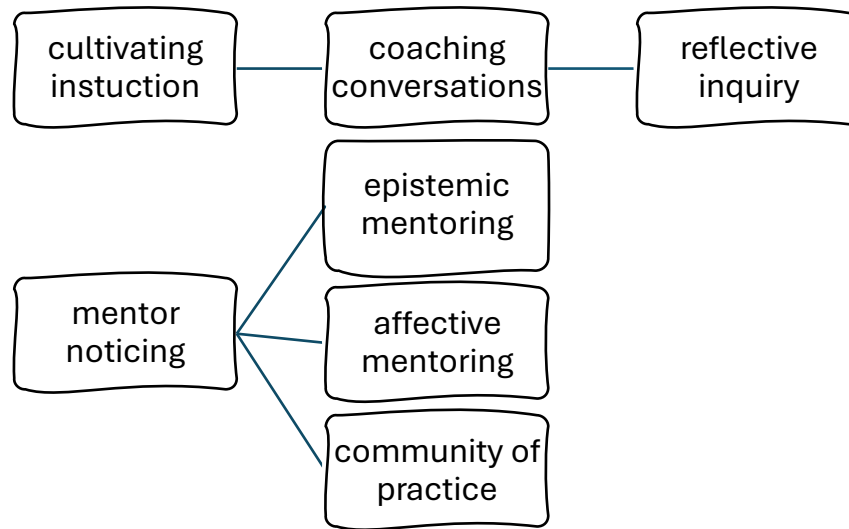 cultivating
instuction
coaching
conversations
reflective
inquiry
epistemic
mentoring
mentor
noticing
affective
mentoring
community of
practice